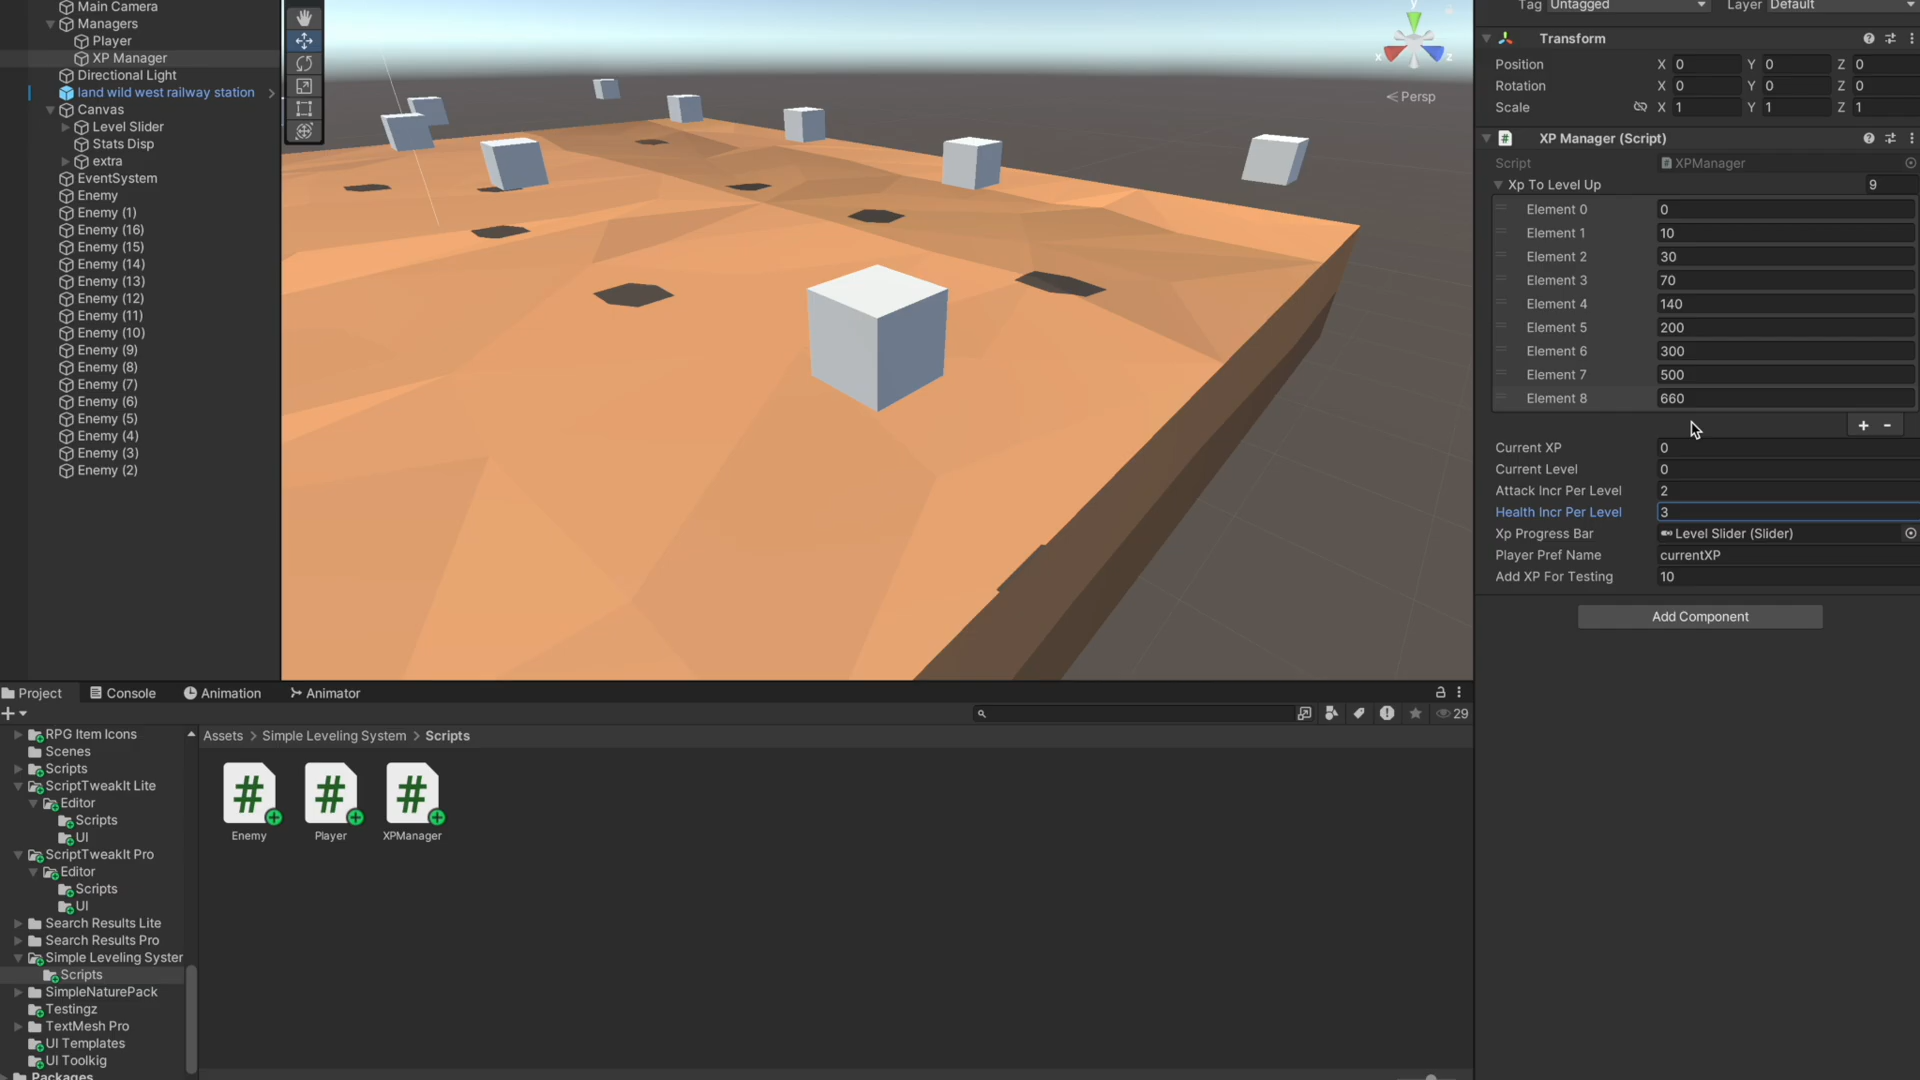 Main Camera
Managers
Player
XP Manager
Directional Light
land wild west railway station
Canvas
Level Slider
Stats Disp
extra
EventSystem
Enemy
Enemy (1)
Enemy (16)
Enemy (15)
Enemy (14)
Enemy (13)
Enemy (12)
Enemy (11)
Enemy (10)
Enemy (9)
Enemy (8)
Enemy (7)
Enemy (6)
Enemy (5)
Enemy (4)
Enemy (3)
Enemy (2)
y
x
z
Persp
Tag Untagged Layer Default
Transform
Position X 0 Y 0 Z 0
Rotation X 0 Y 0 Z 0
Scale X 1 Y 1 Z 1
# XP Manager (Script)
Script # XPManager
Xp To Level Up 9
Element 0 0
Element 1 10
Element 2 30
Element 3 70
Element 4 140
Element 5 200
Element 6 300
Element 7 500
Element 8 660
+ -
Current XP 0
Current Level 0
Attack Incr Per Level 2
Health Incr Per Level 3
Xp Progress Bar Level Slider (Slider)
Player Pref Name currentXP
Add XP For Testing 10
Add Component
Project Console Animation Animator
29
RPG Item Icons
Scenes
Scripts
ScriptTweakIt Lite
Editor
Scripts
UI
ScriptTweakIt Pro
Editor
Scripts
UI
Search Results Lite
Search Results Pro
Simple Leveling Syster
Scripts
SimpleNaturePack
Testingz
TextMesh Pro
UI Templates
UI Toolkig
Packages
Assets > Simple Leveling System > Scripts
# # #
Enemy Player XPManager